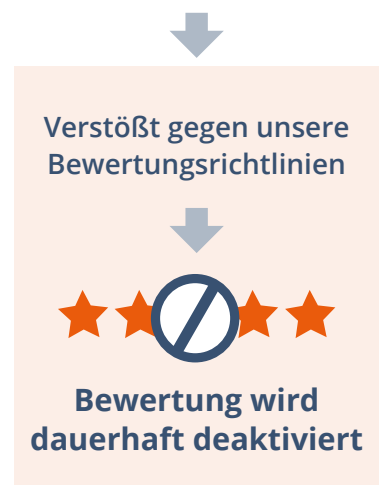 Verstößt gegen unsere
Bewertungsrichtlinien
Bewertung wird
dauerhaft deaktiviert